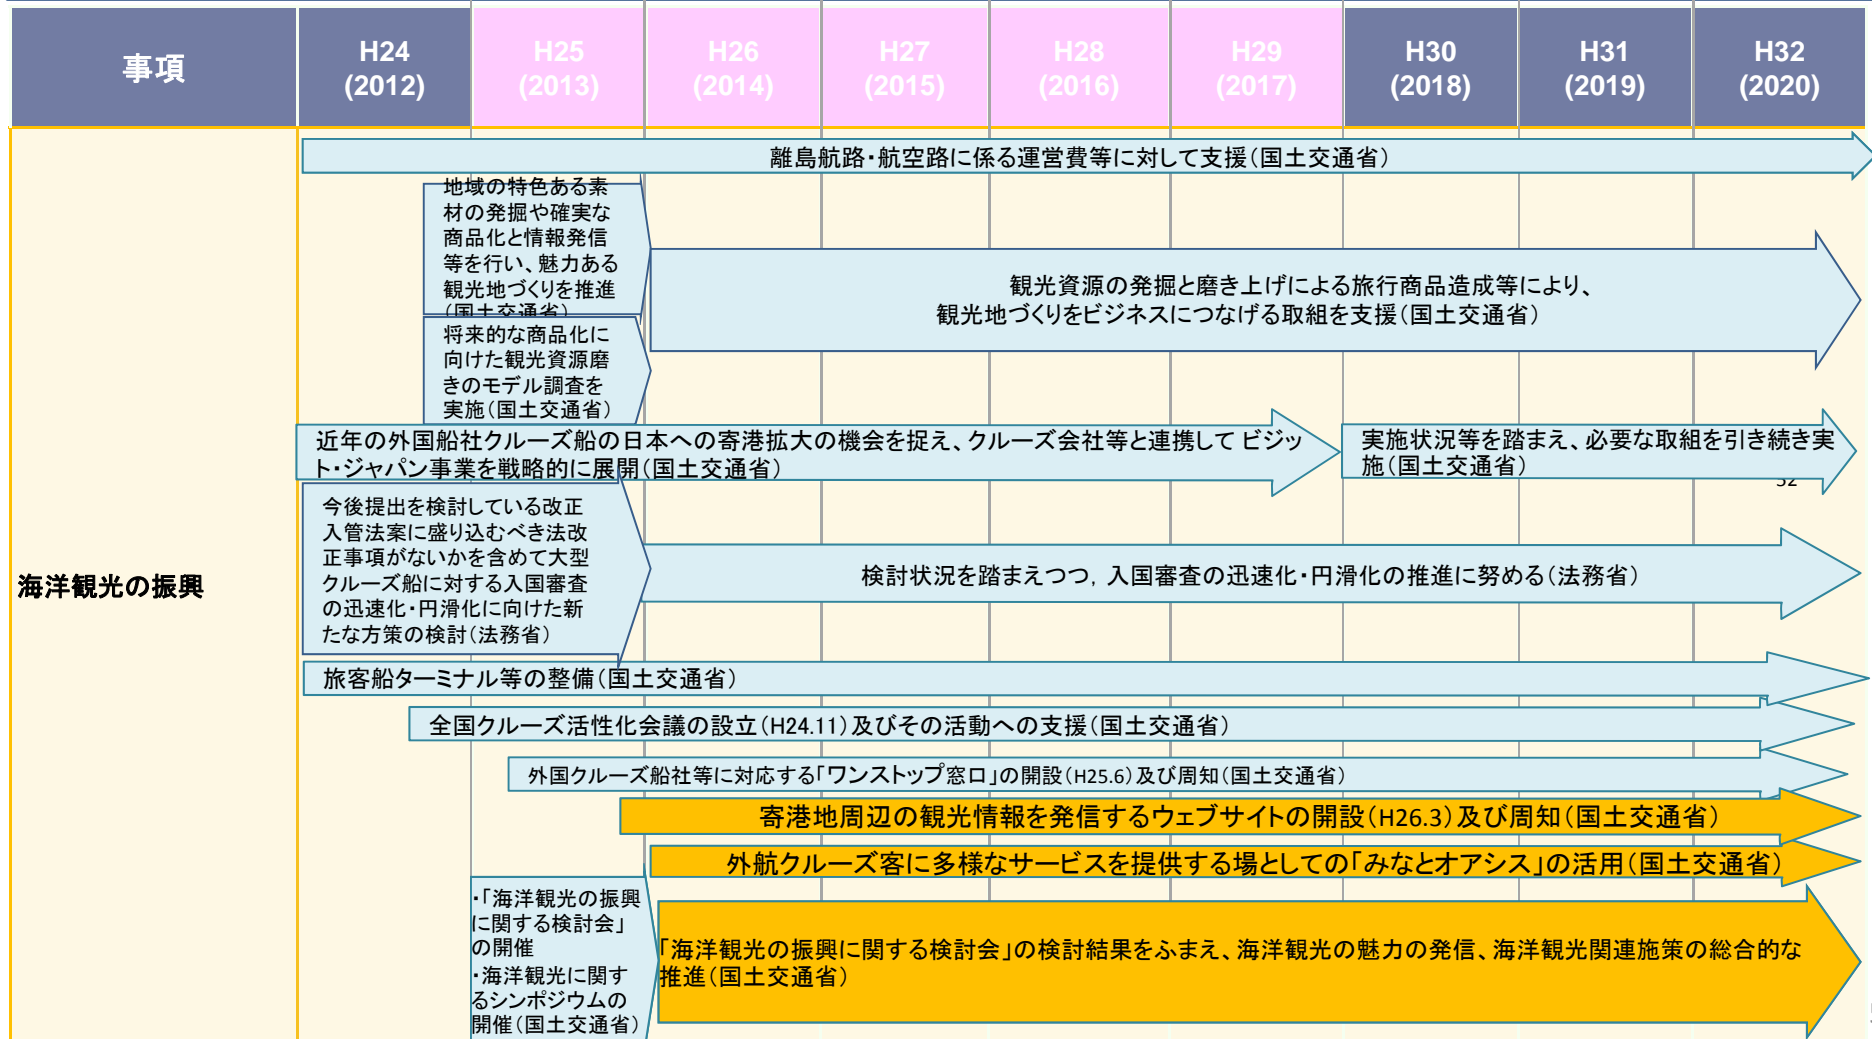 事項
H24
(2012)
H25
(2013)
H26
(2014)
H27
(2015)
H28
(2016)
H29
(2017)
H30
(2018)
H31
(2019)
H32
(2020)
海洋観光の振興
離島航路・航空路に係る運営費等に対して支援(国土交通省)
地域の特色ある素
材の発掘や確実な
商品化と情報発信
等を行い、魅力ある
観光地づくりを推進
(国土交通省)
観光資源の発掘と磨き上げによる旅行商品造成等により、
観光地づくりをビジネスにつなげる取組を支援(国土交通省)
将来的な商品化に
向けた観光資源磨
きのモデル調査を
実施(国土交通省)
近年の外国船社クルーズ船の日本への寄港拡大の機会を捉え、クルーズ会社等と連携して ビジッ
ト・ジャパン事業を戦略的に展開(国土交通省)
実施状況等を踏まえ、必要な取組を引き続き実
施(国土交通省)
今後提出を検討している改正
入管法案に盛り込むべき法改
正事項がないかを含めて大型
クルーズ船に対する入国審査
の迅速化・円滑化に向けた新
たな方策の検討(法務省)
検討状況を踏まえつつ，入国審査の迅速化・円滑化の推進に努める(法務省)
旅客船ターミナル等の整備(国土交通省)
全国クルーズ活性化会議の設立(H24.11)及びその活動への支援(国土交通省)
外国クルーズ船社等に対応する「ワンストップ窓口」の開設(H25.6)及び周知(国土交通省)
寄港地周辺の観光情報を発信するウェブサイトの開設(H26.3)及び周知(国土交通省)
外航クルーズ客に多様なサービスを提供する場としての「みなとオアシス」の活用(国土交通省)
・「海洋観光の振興
に関する検討会」
の開催
・海洋観光に関す
るシンポジウムの
開催(国土交通省)
「海洋観光の振興に関する検討会」の検討結果をふまえ、海洋観光の魅力の発信、海洋観光関連施策の総合的な
推進(国土交通省)